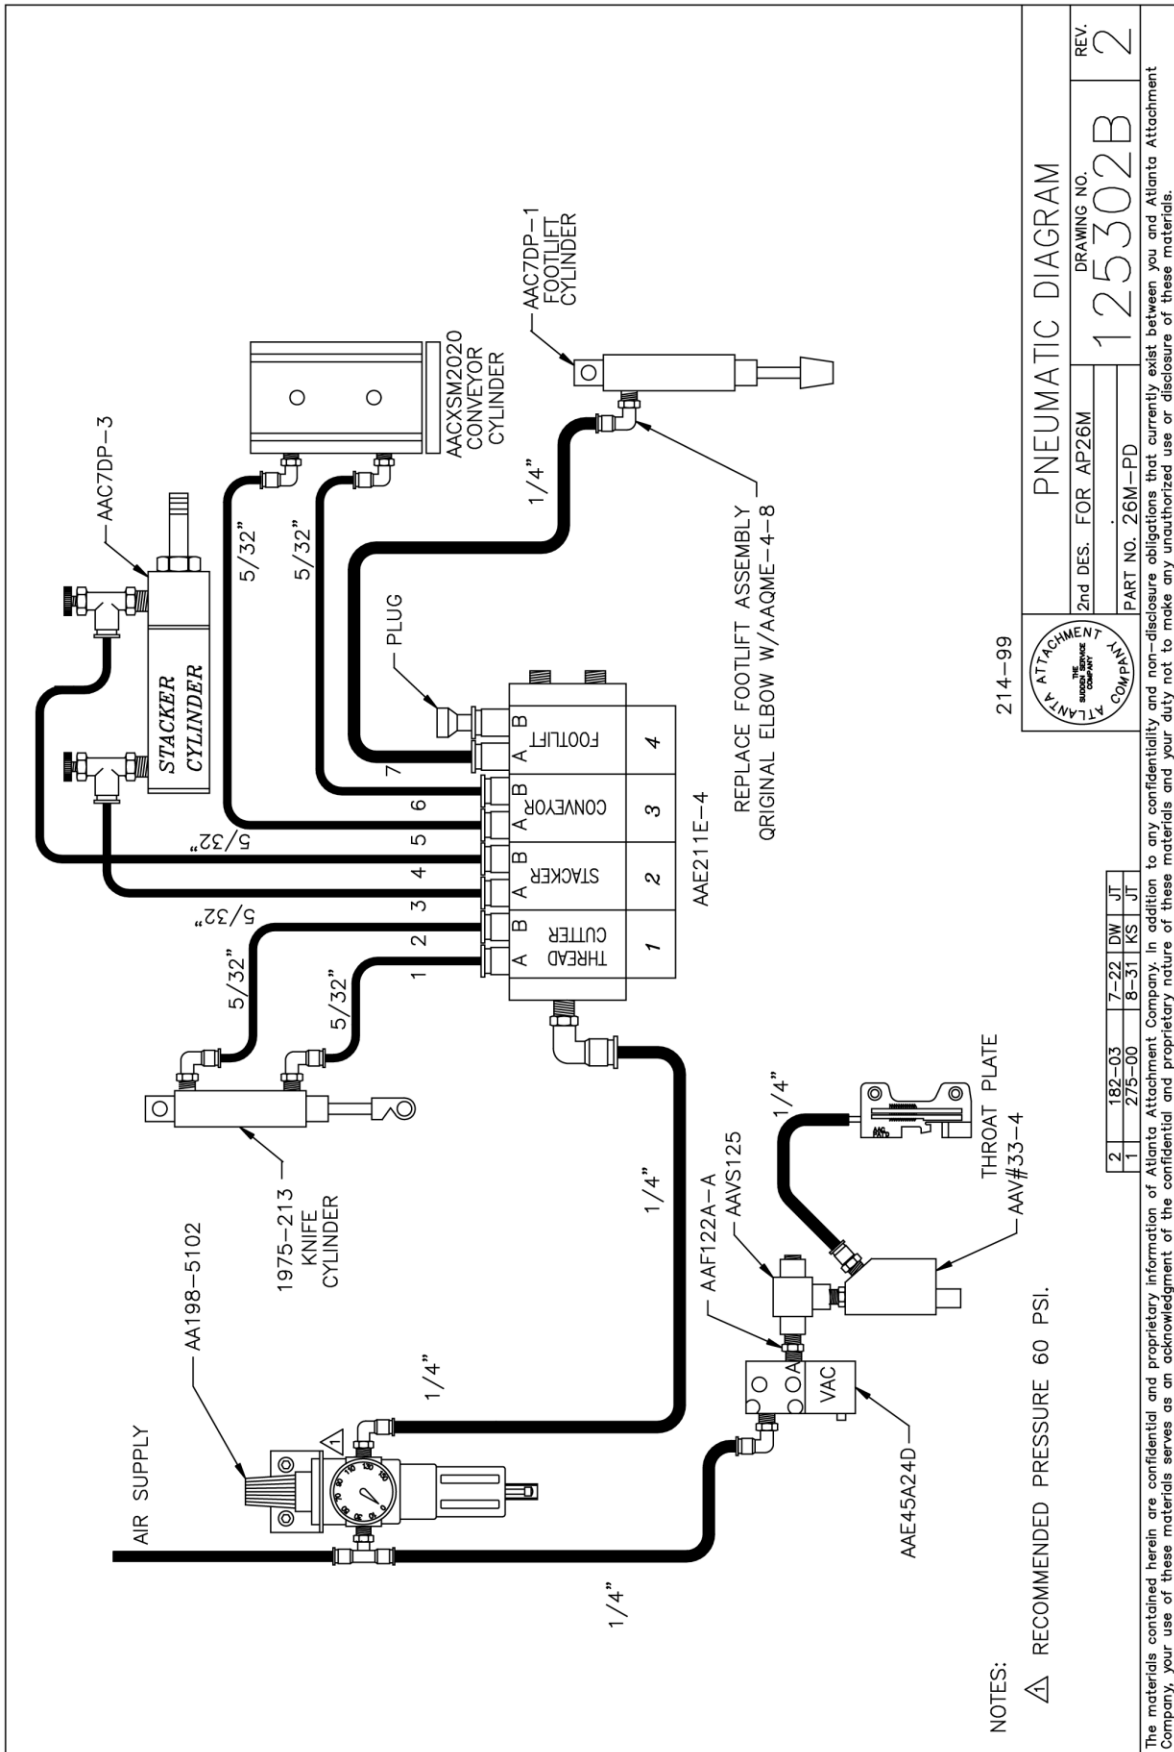 AIR SUPPLY
AA198-5102
1975-213
KNIFE
CYLINDER
5/32"
5/32"
5/32"
5/32"
STACKER
CYLINDER
AAC7DP-3
5/32"
5/32"
AACXSM2020
CONVEYOR
CYLINDER
1/4"
AAC7DP-1
FOOTLIFT
CYLINDER
PLUG
1
2
3
4
5
6
7
A
B
A
B
A
B
A
B
THREAD
CUTTER
STACKER
CONVEYOR
FOOTLIFT
1
2
3
4
AAE211E-4
REPLACE FOOTLIFT ASSEMBLY
QRIGINAL ELBOW W/AAQME-4-8
1
1/4"
1/4"
1/4"
AAF122A-A
AAVS125
A
VAC
AAE45A24D
1/4"
THROAT PLATE
AAV#33-4
NOTES:
1 RECOMMENDED PRESSURE 60 PSI.
214-99
2 182-03 7-22 DW JT
1 275-00 8-31 KS JT
ATLANTA ATTACHMENT COMPANY
THE
SUDDEN SERVICE
COMPANY
PNEUMATIC DIAGRAM
2nd DES. FOR AP26M
PART NO. 26M-PD
DRAWING NO.
125302B
REV.
2
The materials contained herein are confidential and proprietary information of Atlanta Attachment Company. In addition to any confidentiality and non-disclosure obligations that currently exist between you and Atlanta Attachment
Company, your use of these materials serves as an acknowledgment of the confidential and proprietary nature of these materials and your duty not to make any unauthorized use or disclosure of these materials.